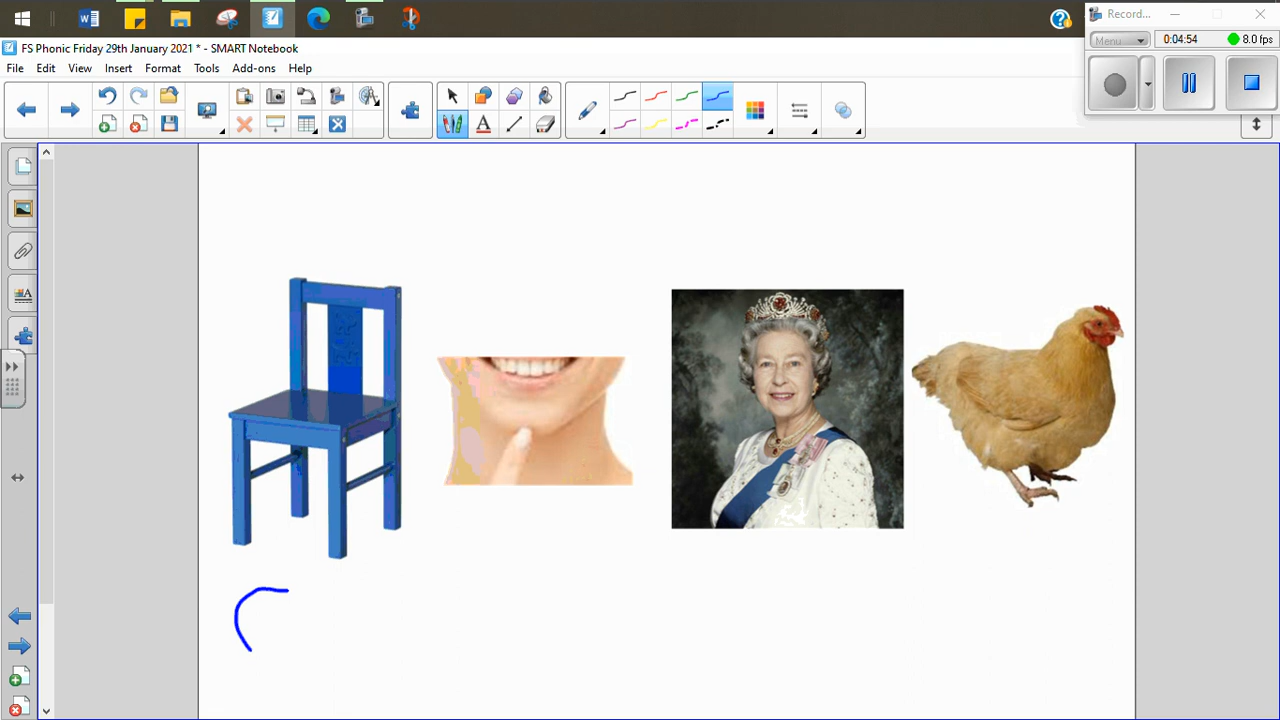 Record...
FS Phonic Friday 29th January 2021 * - SMART Notebook
Menu
0:04:54
8.0 fps
File Edit View Insert Format Tools Add-ons Help